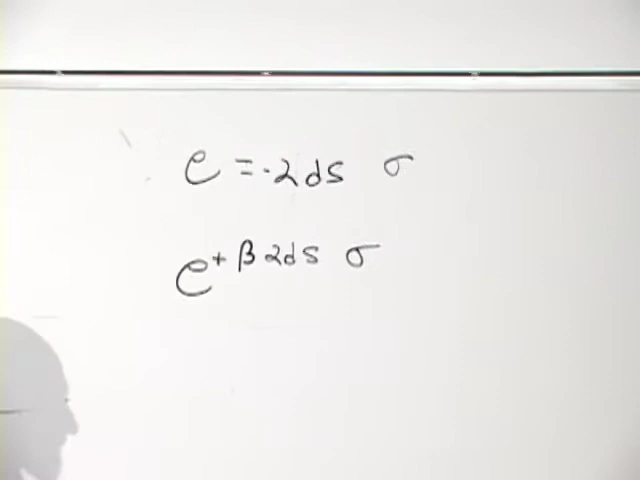 e = -2ds σ
e^{+ β2ds σ}